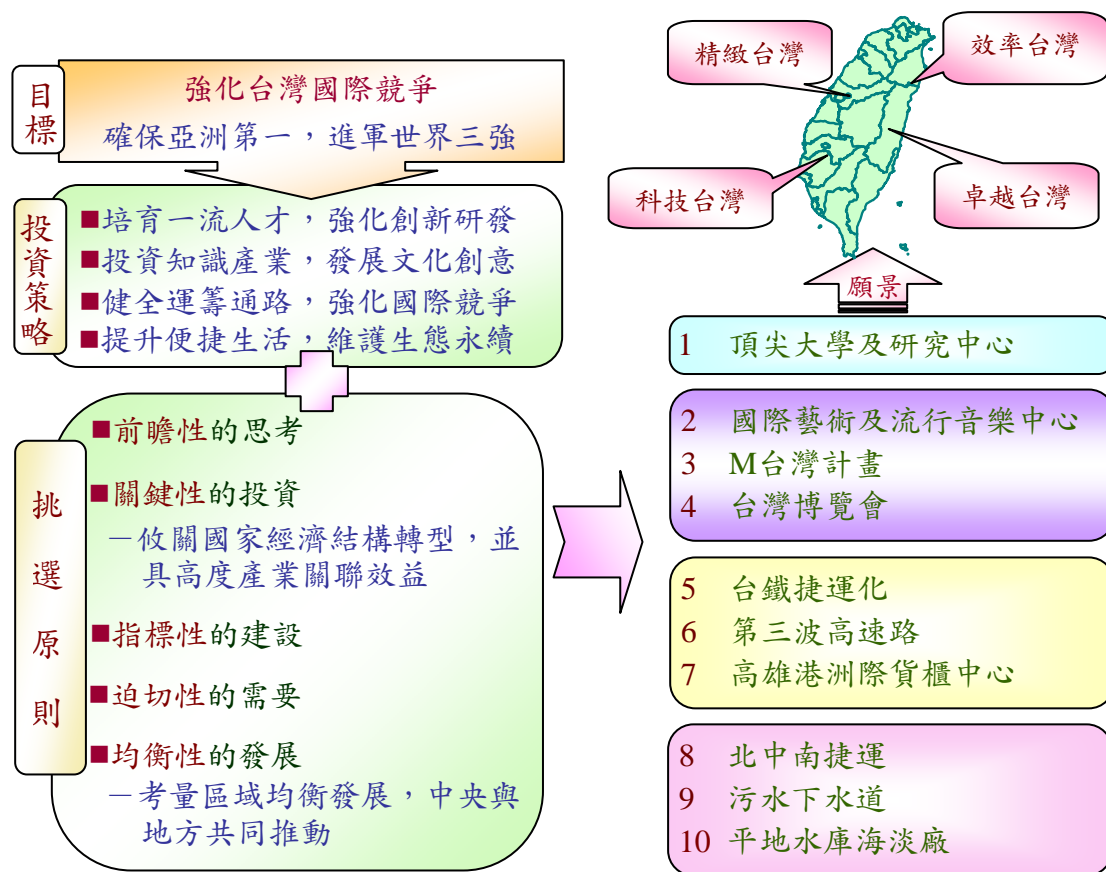 目標
強化台灣國際競爭
確保亞洲第一，進軍世界三強
投資策略
■培育一流人才，強化創新研發
■投資知識產業，發展文化創意
■健全運籌通路，強化國際競爭
■提升便捷生活，維護生態永續
挑選原則
■前瞻性的思考
■關鍵性的投資
－攸關國家經濟結構轉型，並
具高度產業關聯效益
■指標性的建設
■迫切性的需要
■均衡性的發展
－考量區域均衡發展，中央與
地方共同推動
精緻台灣
效率台灣
科技台灣
卓越台灣
願景
1 頂尖大學及研究中心
2 國際藝術及流行音樂中心
3 M台灣計畫
4 台灣博覽會
5 台鐵捷運化
6 第三波高速路
7 高雄港洲際貨櫃中心
8 北中南捷運
9 污水下水道
10 平地水庫海淡廠